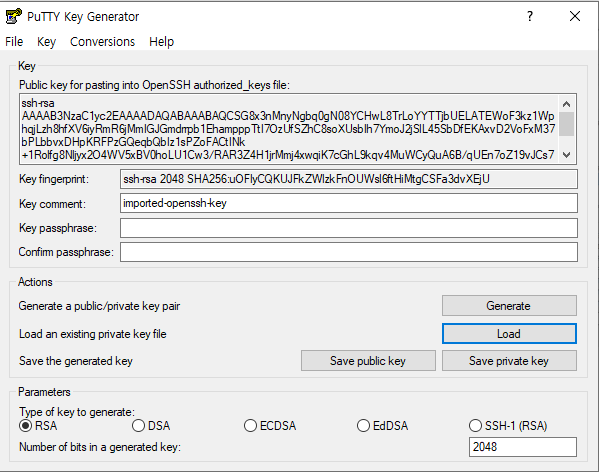 PuTTY Key Generator
File Key Conversions Help
Key
Public key for pasting into OpenSSH authorized_keys file:
ssh-rsa
+1Rolfg8Nljyx2O4WV5xBV0hoLU1Cw3/RAR3Z4H1jrMmj4xwqiK7cGhL9kqv4MuWCyQuA6B/qUEn7oZ19vJCs7
Key fingerprint: ssh-rsa 2048 SHA256:uOFlyCQKUJFkZWlzkFnOUWsl6ftHiMtgCSFa3dvXEjU
Key comment: imported-openssh-key
Key passphrase:
Confirm passphrase:
Actions
Generate a public/private key pair Generate
Load an existing private key file Load
Save the generated key Save public key Save private key
Parameters
Type of key to generate:
RSA DSA ECDSA EdDSA SSH-1 (RSA)
Number of bits in a generated key: 2048